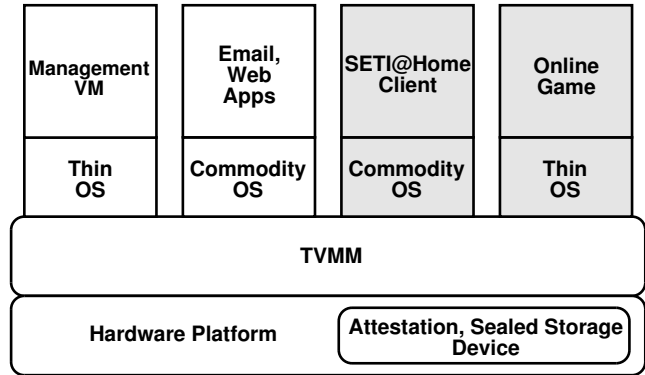 Management
VM
Email,
Web
Apps
SETI@Home
Client
Online
Game
Thin
OS
Commodity
OS
Commodity
OS
Thin
OS
TVMM
Hardware Platform
Attestation, Sealed Storage
Device